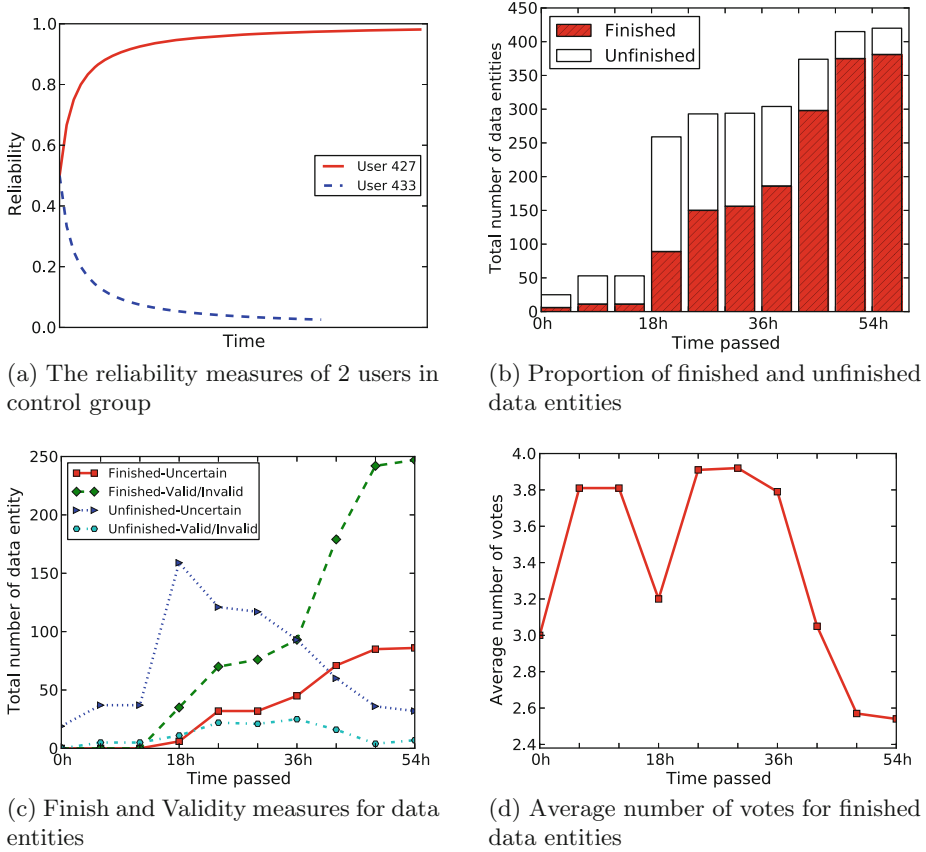 1.0
0.8
0.6
0.4
0.2
0.0
Reliability
Time
User 427
User 433
(a) The reliability measures of 2 users in
control group
450
400
350
300
250
200
150
100
50
0
Total number of data entities
Finished
Unfinished
0h 18h 36h 54h
Time passed
(b) Proportion of finished and unfinished
data entities
250
200
150
100
50
0
Total number of data entity
Finished-Uncertain
Finished-Valid/Invalid
Unfinished-Uncertain
Unfinished-Valid/Invalid
0h 18h 36h 54h
Time passed
(c) Finish and Validity measures for data
entities
4.0
3.8
3.6
3.4
3.2
3.0
2.8
2.6
2.4
Average number of votes
0h 18h 36h 54h
Time passed
(d) Average number of votes for finished
data entities